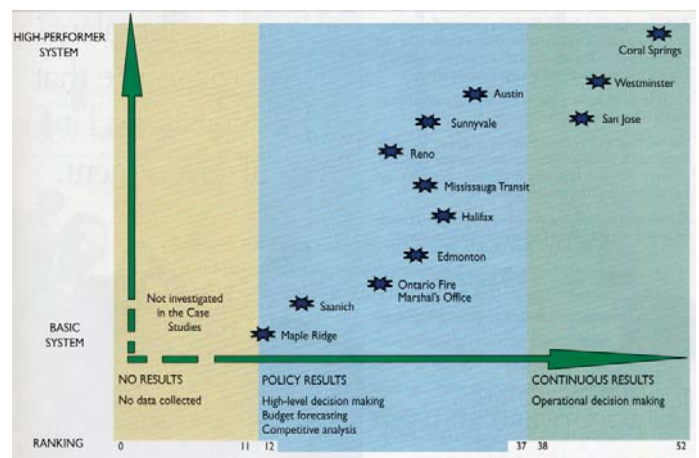 HIGH-PERFORMER
SYSTEM
Coral Springs
Westminster
Austin
San Jose
Sunnyvale
Reno
Mississauga Transit
Halifax
Edmonton
Ontario Fire
Marshal's Office
Not investigated
in the Case
Studies
Saanich
BASIC
SYSTEM
Maple Ridge
NO RESULTS
No data collected
POLICY RESULTS
High-level decision making
Budget forecasting
Competitive analysis
CONTINUOUS RESULTS
Operational decision making
RANKING 0 11 12 37 38 52